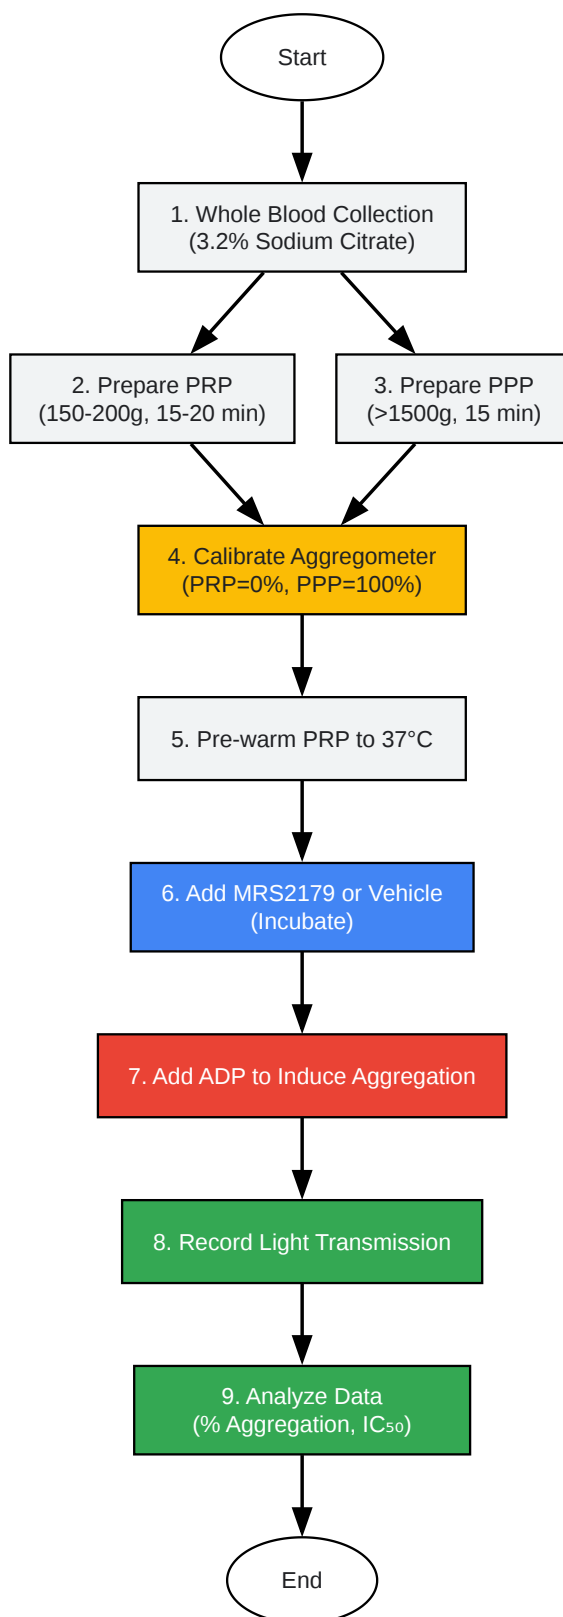 Start
1. Whole Blood Collection
(3.2% Sodium Citrate)
2. Prepare PRP
(150-200g, 15-20 min)
3. Prepare PPP
(>1500g, 15 min)
4. Calibrate Aggregometer
(PRP=0%, PPP=100%)
5. Pre-warm PRP to 37°C
6. Add MRS2179 or Vehicle
(Incubate)
7. Add ADP to Induce Aggregation
8. Record Light Transmission
9. Analyze Data
(% Aggregation, IC₅₀)
End